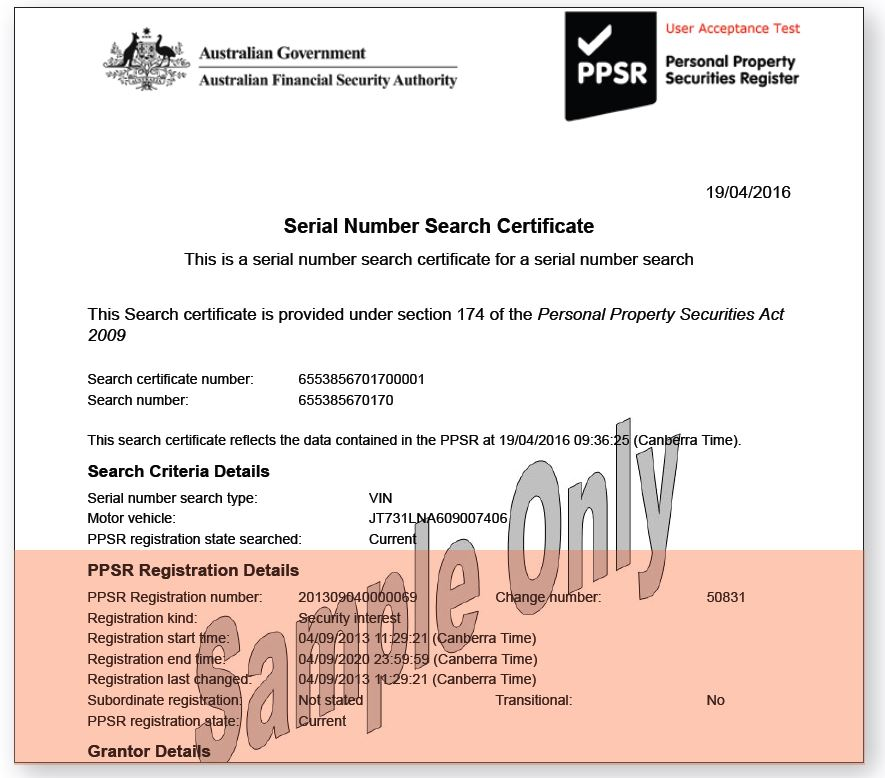 Australian Government
Australian Financial Security Authority
PPSR
User Acceptance Test
Personal Property
Securities Register
19/04/2016
Serial Number Search Certificate
This is a serial number search certificate for a serial number search
This Search certificate is provided under section 174 of the Personal Property Securities Act
2009
Search certificate number: 6553856701700001
Search number: 655385670170
This search certificate reflects the data contained in the PPSR at 19/04/2016 09:36:25 (Canberra Time).
Search Criteria Details
Serial number search type: VIN
Motor vehicle: JT731LNA609007406
PPSR registration state searched: Current
PPSR Registration Details
PPSR Registration number: 201309040000069 Change number: 50831
Registration kind: Security interest
Registration start time: 04/09/2013 11:29:21 (Canberra Time)
Registration end time: 04/09/2020 23:59:59 (Canberra Time)
Registration last changed: 04/09/2013 11:29:21 (Canberra Time)
Subordinate registration: Not stated Transitional: No
PPSR registration state: Current
Grantor Details
Sample Only